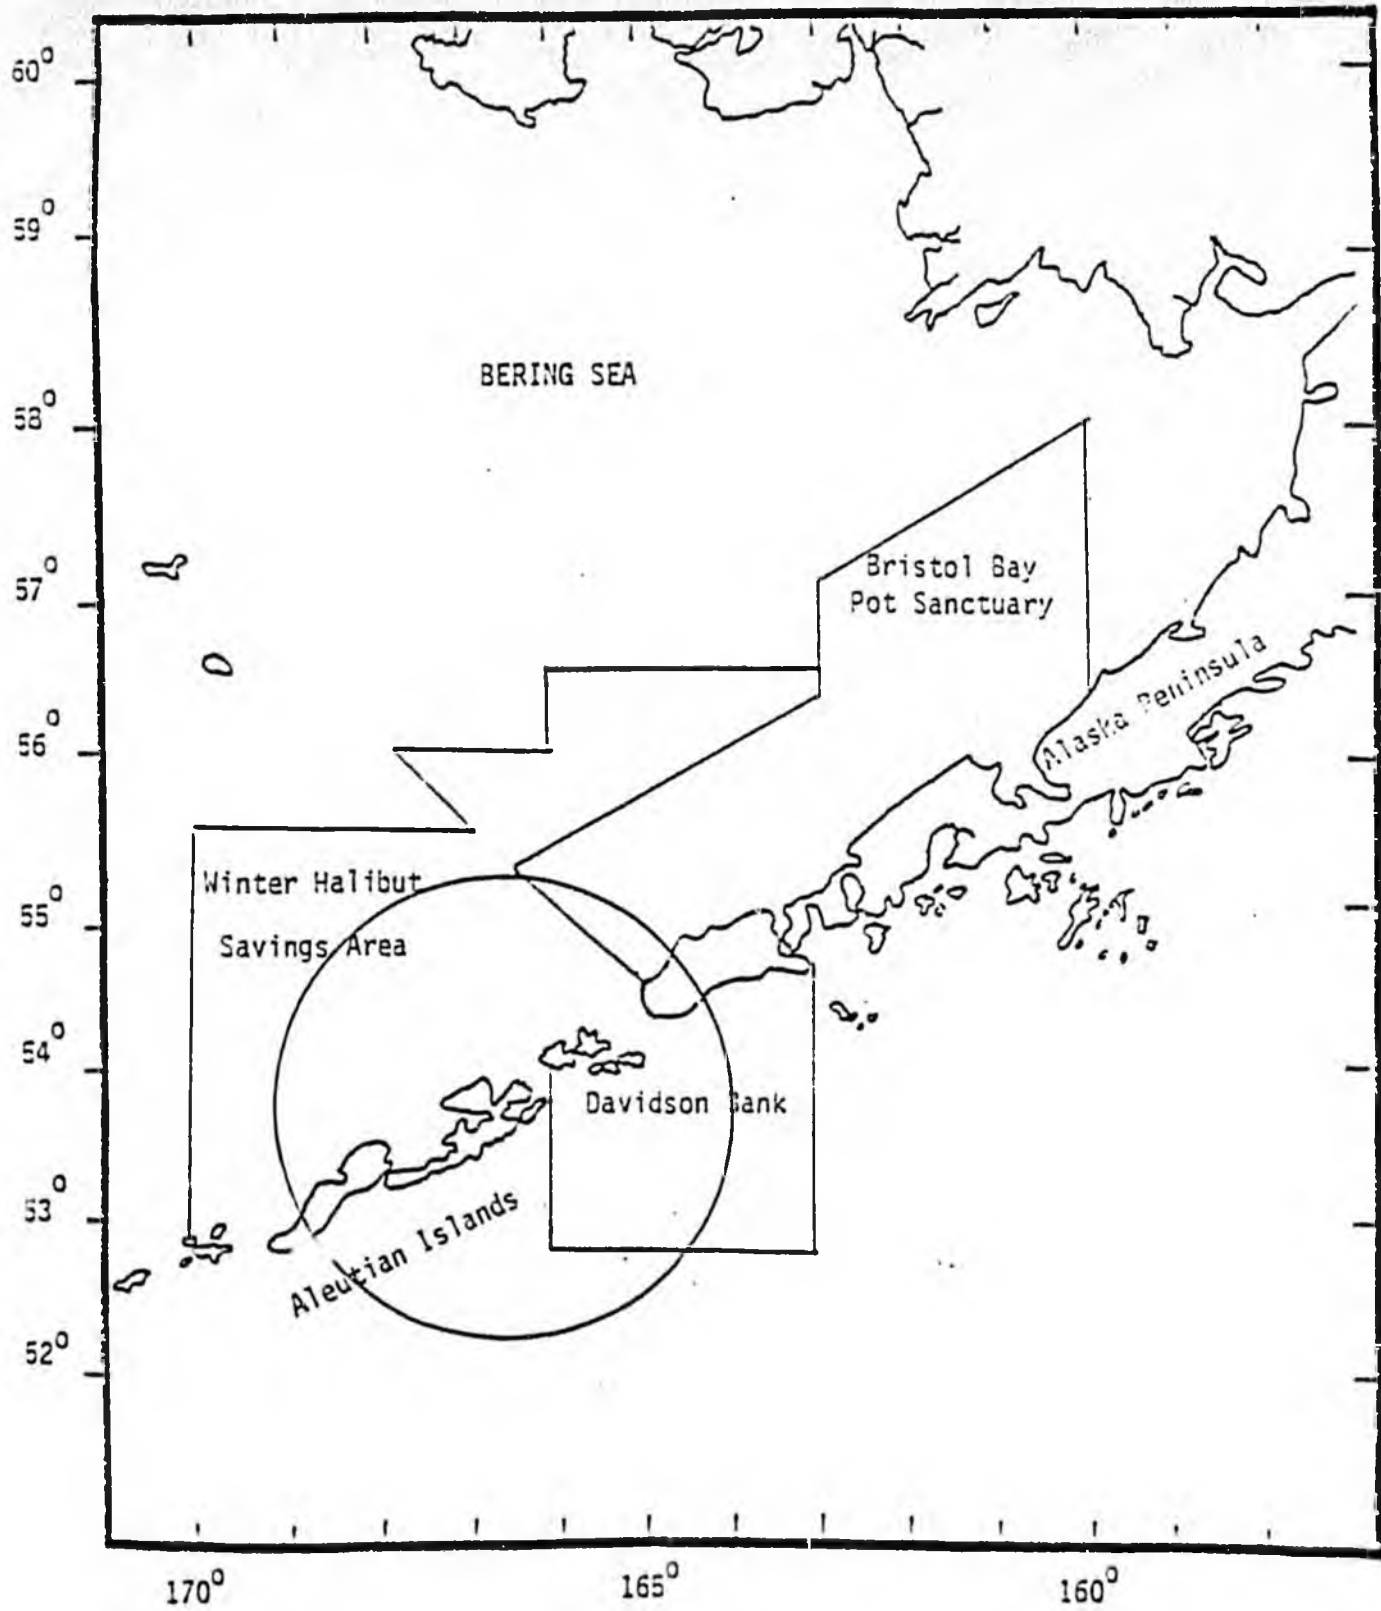 60°
59°
BERING SEA
58°
57°
Bristol Bay
Pot Sanctuary
Alaska Peninsula
56°
55°
Winter Halibut
Savings Area
54°
Davidson Bank
53°
Aleutian Islands
52°
170° 165° 160°